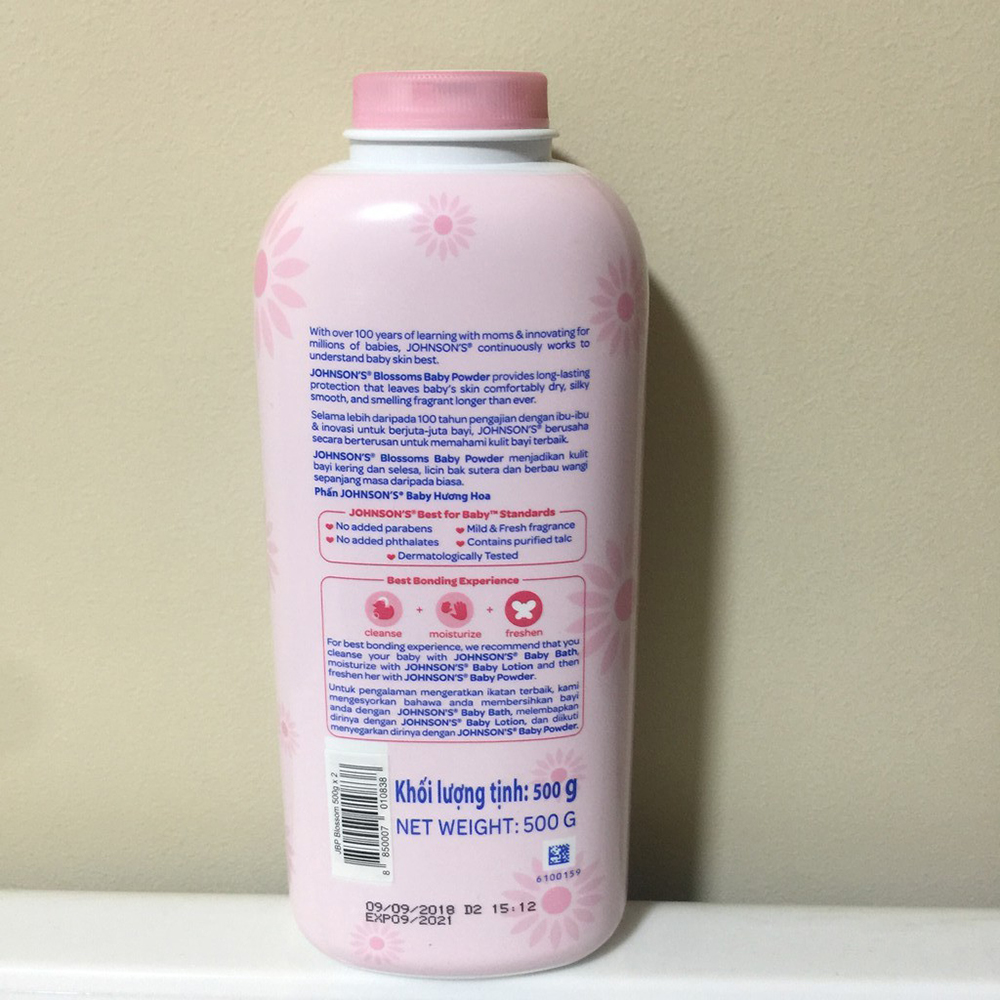 With over 100 years of learning with moms & innovating for
millions of babies, JOHNSON'S® continuously works to
understand baby skin best.
JOHNSON'S® Blossoms Baby Powder provides long-lasting
protection that leaves baby's skin comfortably dry, silky
smooth, and smelling fragrant longer than ever.
Selama lebih daripada 100 tahun pengajian dengan ibu-ibu
& inovasi untuk berjuta-juta bayi, JOHNSON'S® berusaha
secara berterusan untuk memahami kulit bayi terbaik.
JOHNSON'S® Blossoms Baby Powder menjadikan kulit
bayi kering dan selesa, licin bak sutera dan berbau wangi
sepanjang masa daripada biasa.
Phấn JOHNSON'S® Baby Hương Hoa
JOHNSON'S® Best for Baby™ Standards
No added parabens
Mild & Fresh fragrance
No added phthalates
Contains purified talc
Dermatologically Tested
Best Bonding Experience
cleanse + moisturize + freshen
For best bonding experience, we recommend that you
cleanse your baby with JOHNSON'S® Baby Bath,
moisturize with JOHNSON'S® Baby Lotion and then
freshen her with JOHNSON'S® Baby Powder.
Untuk pengalaman mengeratkan ikatan terbaik, kami
mengesyorkan bahawa anda membersihkan bayi
anda dengan JOHNSON'S® Baby Bath, melembapkan
dirinya dengan JOHNSON'S® Baby Lotion, dan diikuti
menyegarkan dirinya dengan JOHNSON'S® Baby Powder.
JBP Blossom 500g x 2
8 850007 010838
Khối lượng tịnh: 500 g
NET WEIGHT: 500 G
6100159
09/09/2018 D2 15:12
EXP09/2021